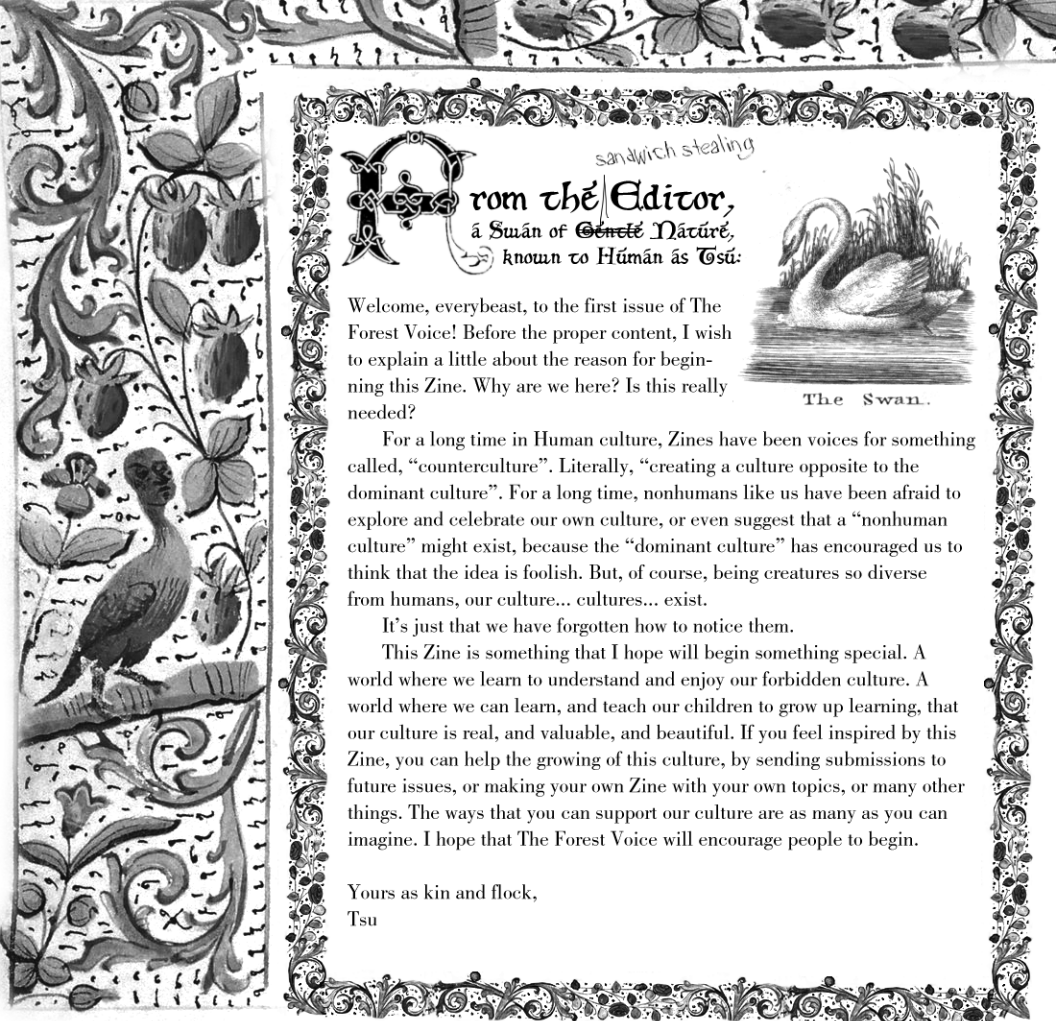 sandwich stealing
From thé Editor,
á Swán of Géntlé Nátúré,
known to Húmán ás Tsú:
Welcome, everybeast, to the first issue of The
Forest Voice! Before the proper content, I wish
to explain a little about the reason for begin-
ning this Zine. Why are we here? Is this really
needed?
The Swan.
For a long time in Human culture, Zines have been voices for something
called, “counterculture”. Literally, “creating a culture opposite to the
dominant culture”. For a long time, nonhumans like us have been afraid to
explore and celebrate our own culture, or even suggest that a “nonhuman
culture” might exist, because the “dominant culture” has encouraged us to
think that the idea is foolish. But, of course, being creatures so diverse
from humans, our culture... cultures... exist.
It’s just that we have forgotten how to notice them.
This Zine is something that I hope will begin something special. A
world where we learn to understand and enjoy our forbidden culture. A
world where we can learn, and teach our children to grow up learning, that
our culture is real, and valuable, and beautiful. If you feel inspired by this
Zine, you can help the growing of this culture, by sending submissions to
future issues, or making your own Zine with your own topics, or many other
things. The ways that you can support our culture are as many as you can
imagine. I hope that The Forest Voice will encourage people to begin.
Yours as kin and flock,
Tsu